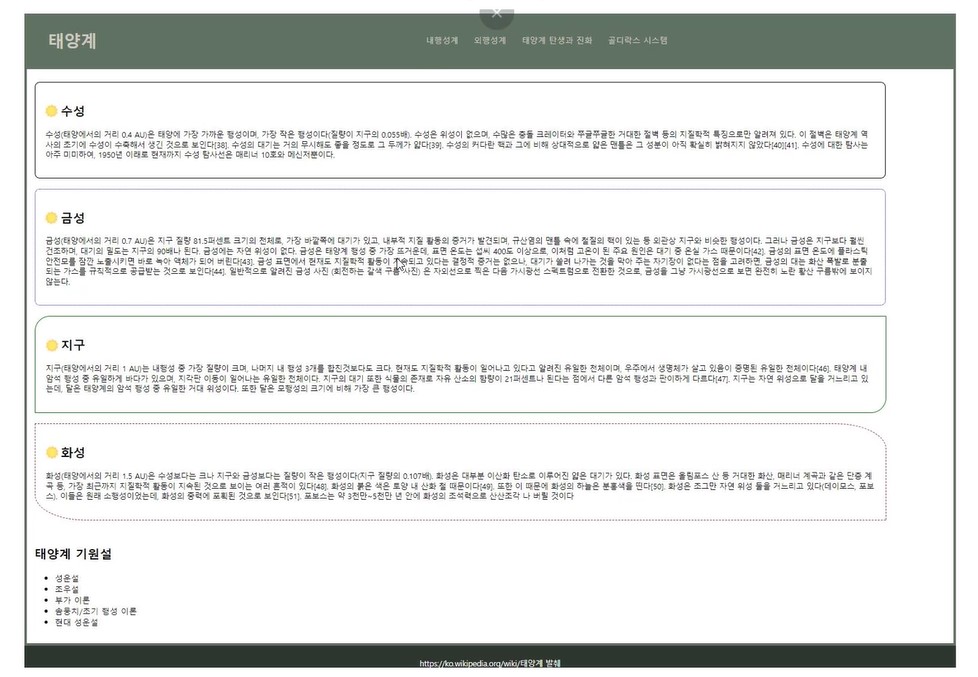 태양계
내행성계 외행성계 태양계 탄생과 진화 골디락스 시스템
수성
수성(태양에서의 거리 0.4 AU)은 태양에 가장 가까운 행성이며, 가장 작은 행성이다(질량이 지구의 0.055배). 수성은 위성이 없으며, 수많은 충돌 크레이터와 쭈글쭈글한 거대한 절벽 등의 지질학적 특징으로만 알려져 있다. 이 절벽은 태양계 역
사의 초기에 수성이 수축해서 생긴 것으로 보인다[38]. 수성의 대기는 거의 무시해도 좋을 정도로 그 두께가 얇다[39]. 수성의 커다란 핵과 그에 비해 상대적으로 얇은 맨틀은 그 성분이 아직 확실히 밝혀지지 않았다[40][41]. 수성에 대한 탐사는
아주 미미하여, 1950년 이래로 현재까지 수성 탐사선은 매리너 10호와 메신저뿐이다.
금성
금성(태양에서의 거리 0.7 AU)은 지구 질량 81.5퍼센트 크기의 천체로, 가장 바깥쪽에 대기가 있고, 내부적 지질 활동의 증거가 발견되며, 규산염의 맨틀 속에 철질의 핵이 있는 등 외관상 지구와 비슷한 행성이다. 그러나 금성은 지구보다 훨씬
건조하며, 대기의 밀도는 지구의 90배나 된다. 금성에는 자연 위성이 없다. 금성은 태양계 행성 중 가장 뜨거운데, 표면 온도는 섭씨 400도 이상으로, 이처럼 고온이 된 주요 원인은 대기 중 온실 가스 때문이다[42]. 금성의 표면 온도에 플라스틱
안전모를 잠깐 노출시키면 바로 녹아 액체가 되어 버린다[43]. 금성 표면에서 현재도 지질학적 활동이 지속되고 있다는 결정적 증거는 없으나, 대기가 쓸려 나가는 것을 막아 주는 자기장이 없다는 점을 고려하면, 금성의 대는 화산 폭발로 분출
되는 가스를 규칙적으로 공급받는 것으로 보인다[44]. 일반적으로 알려진 금성 사진 (회전하는 갈색 구름 사진) 은 자외선으로 찍은 다음 가시광선 스펙트럼으로 전환한 것으로, 금성을 그냥 가시광선으로 보면 완전히 노란 황산 구름밖에 보이지
않는다.
지구
지구(태양에서의 거리 1 AU)는 내행성 중 가장 질량이 크며, 나머지 내 행성 3개를 합친것보다도 크다. 현재도 지질학적 활동이 일어나고 있다고 알려진 유일한 천체이며, 우주에서 생명체가 살고 있음이 증명된 유일한 천체이다[46]. 태양계 내
암석 행성 중 유일하게 바다가 있으며, 지각판 이동이 일어나는 유일한 천체이다. 지구의 대기 또한 식물의 존재로 자유 산소의 함량이 21퍼센트나 된다는 점에서 다른 암석 행성과 판이하게 다르다[47]. 지구는 자연 위성으로 달을 거느리고 있
는데, 달은 태양계의 암석 행성 중 유일한 거대 위성이다. 또한 달은 모행성의 크기에 비해 가장 큰 행성이다.
화성
화성(태양에서의 거리 1.5 AU)은 수성보다는 크나 지구와 금성보다는 질량이 작은 행성이다(지구 질량의 0.107배). 화성은 대부분 이산화 탄소로 이루어진 얇은 대기가 있다. 화성 표면은 올림포스 산 등 거대한 화산, 매리너 계곡과 같은 단층 계
곡 등, 가장 최근까지 지질학적 활동이 지속된 것으로 보이는 여러 흔적이 있다[48]. 화성의 붉은 색은 토양 내 산화 철 때문이다[49]. 또한 이 때문에 화성의 하늘은 분홍색을 띤다[50]. 화성은 조그만 자연 위성 둘을 거느리고 있다(데이모스, 포보
스). 이들은 원래 소행성이었는데, 화성의 중력에 포획된 것으로 보인다[51]. 포보스는 약 3천만~5천만 년 안에 화성의 조석력으로 산산조각 나 버릴 것이다
태양계 기원설
성운설
조우설
부가 이론
솜뭉치/초기 행성 이론
현대 성운설
https://ko.wikipedia.org/wiki/태양계 발췌